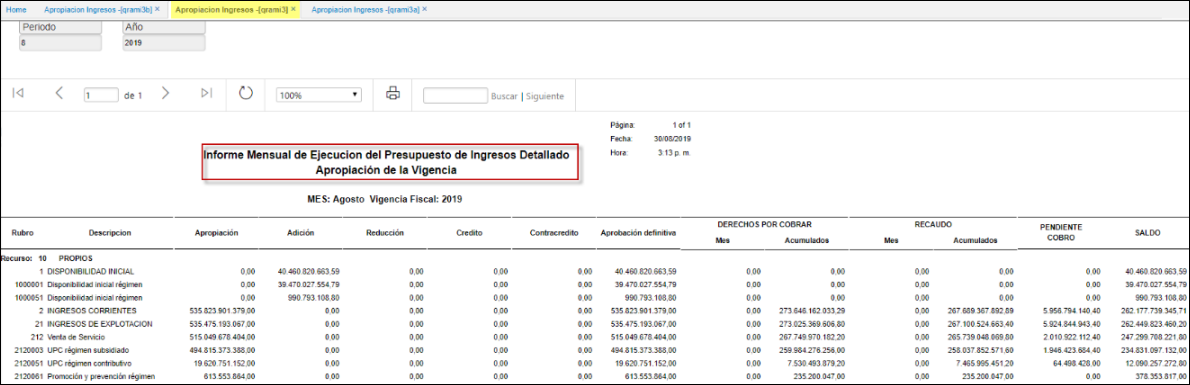 Home Apropiacion Ingresos -[qrami3b] × Apropiacion Ingresos -[qrami3] × Apropiacion Ingresos -[qrami3a] ×
Periodo Año
8 2019
1 de 1 100% Buscar | Siguiente
Página: 1 of 1
Fecha: 30/08/2019
Hora: 3:13 p. m.
Informe Mensual de Ejecucion del Presupuesto de Ingresos Detallado
Apropiación de la Vigencia
MES: Agosto Vigencia Fiscal: 2019
Rubro Descripcion Apropiación Adición Reducción Credito Contracredito Aprobación definitiva DERECHOS POR COBRAR Mes Acumulados RECAUDO Mes Acumulados PENDIENTE COBRO SALDO
Recurso: 10 PROPIOS
1 DISPONIBILIDAD INICIAL 0,00 40.460.820.663,59 0,00 0,00 0,00 40.460.820.663,59 0,00 0,00 0,00 0,00 0,00 40.460.820.663,59
1000801 Disponibilidad inicial régimen 0,00 39.470.027.554,79 0,00 0,00 0,00 39.470.027.554,79 0,00 0,00 0,00 0,00 0,00 39.470.027.554,79
1000851 Disponibilidad inicial régimen 0,00 990.793.108,80 0,00 0,00 0,00 990.793.108,80 0,00 0,00 0,00 0,00 0,00 990.793.108,80
2 INGRESOS CORRIENTES 535.823.901.379,00 0,00 0,00 0,00 0,00 535.823.901.379,00 0,00 273.646.162.033,29 0,00 267.689.367.892,89 5.956.794.140,40 262.177.739.345,71
21 INGRESOS DE EXPLOTACION 535.475.193.067,00 0,00 0,00 0,00 0,00 535.475.193.067,00 0,00 273.025.369.606,80 0,00 267.100.524.663,40 5.924.844.943,40 262.449.823.460,20
212 Venta de Servicio 515.049.678.404,00 0,00 0,00 0,00 0,00 515.049.678.404,00 0,00 267.749.970.182,20 0,00 265.739.048.069,80 2.010.922.112,40 247.299.708.221,80
2120803 UPC régimen subsidiado 494.815.373.388,00 0,00 0,00 0,00 0,00 494.815.373.388,00 0,00 259.984.276.256,00 0,00 258.037.852.571,60 1.946.423.684,40 234.831.097.132,00
2120851 UPC régimen contributivo 19.620.751.152,00 0,00 0,00 0,00 0,00 19.620.751.152,00 0,00 7.530.493.879,20 0,00 7.465.995.451,20 64.498.428,00 12.090.257.272,80
2120861 Promoción y prevención régimen 613.553.864,00 0,00 0,00 0,00 0,00 613.553.864,00 0,00 235.200.047,00 0,00 235.200.047,00 0,00 378.353.817,00